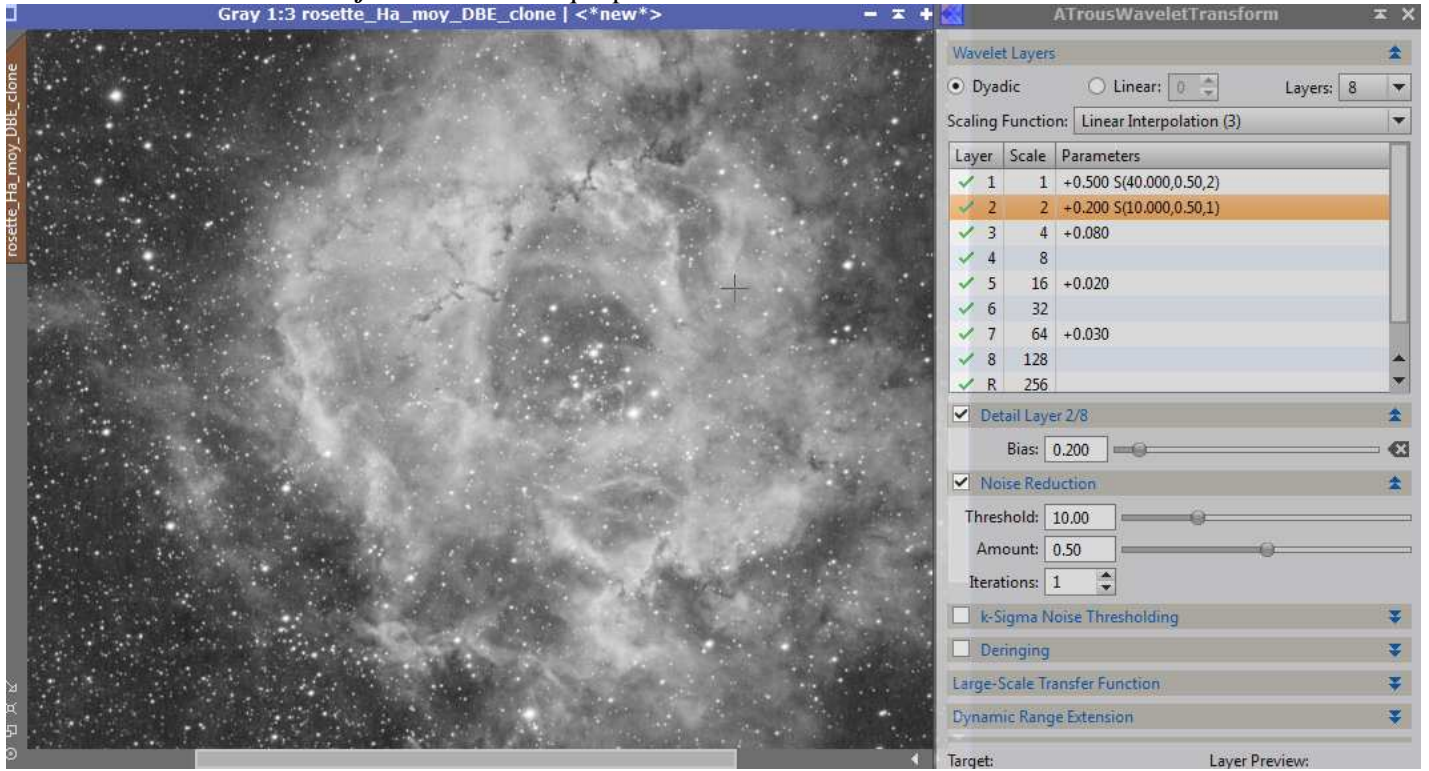 Gray 1:3 rosette_Ha_moy_DBE_clone | <*new*>
rosette_Ha_moy_DBE_clone
ATrousWaveletTransform
Wavelet Layers
Dyadic Linear: 0 Layers: 8
Scaling Function: Linear Interpolation (3)
Layer Scale Parameters
1 1 +0.500 S(40.000,0.50,2)
2 2 +0.200 S(10.000,0.50,1)
3 4 +0.080
4 8
5 16 +0.020
6 32
7 64 +0.030
8 128
R 256
Detail Layer 2/8
Bias: 0.200
Noise Reduction
Threshold: 10.00
Amount: 0.50
Iterations: 1
k-Sigma Noise Thresholding
Deringing
Large-Scale Transfer Function
Dynamic Range Extension
Target: Layer Preview: